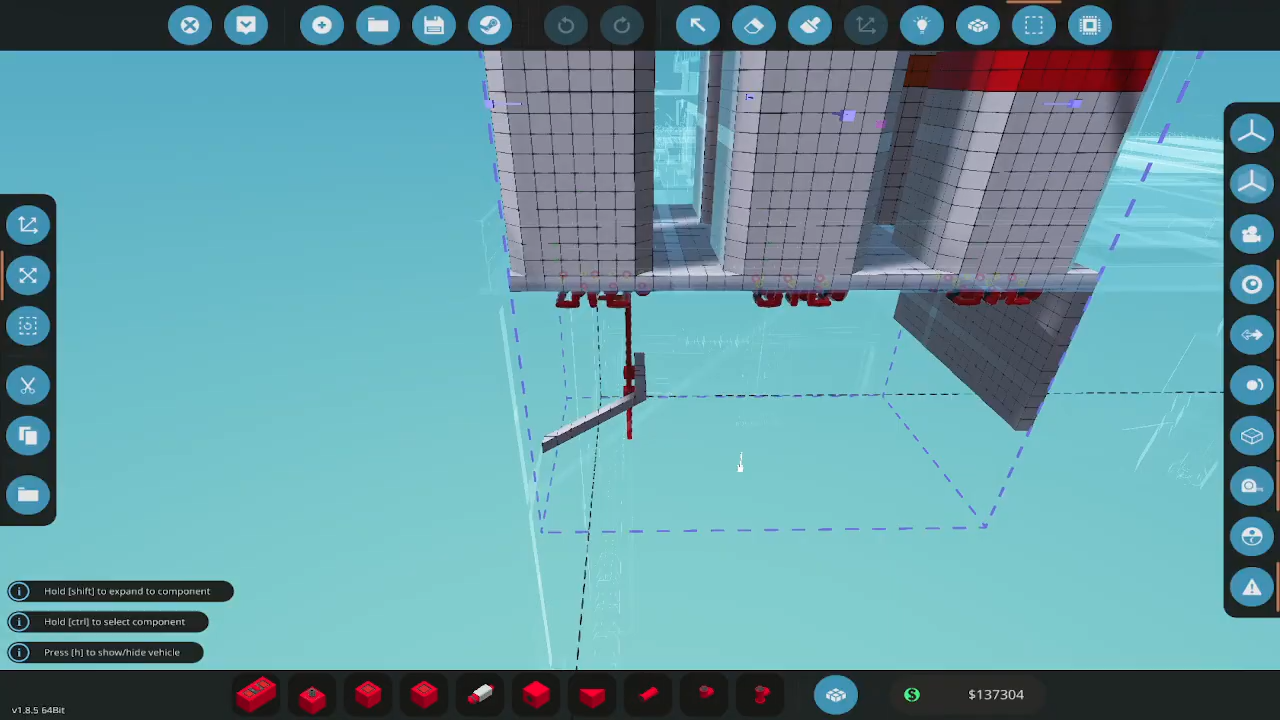 Hold [shift] to expand to component
Hold [ctrl] to select component
Press [h] to show/hide vehicle
v1.8.5 64Bit
$ $137304